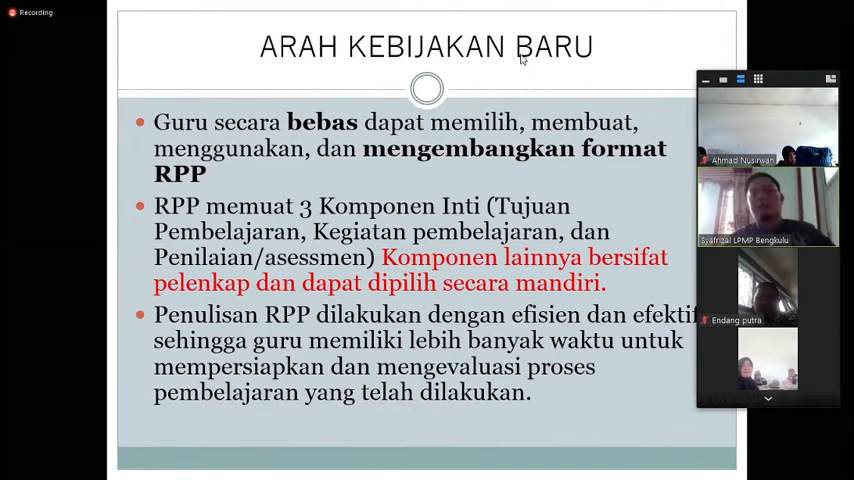 Recording
ARAH KEBIJAKAN BARU
Guru secara bebas dapat memilih, membuat,
menggunakan, dan mengembangkan format
RPP
RPP memuat 3 Komponen Inti (Tujuan
Pembelajaran, Kegiatan pembelajaran, dan
Penilaian/asessmen) Komponen lainnya bersifat
pelenkap dan dapat dipilih secara mandiri.
Penulisan RPP dilakukan dengan efisien dan efektif
sehingga guru memiliki lebih banyak waktu untuk
mempersiapkan dan mengevaluasi proses
pembelajaran yang telah dilakukan.
Ahmad Nusirwan
Syafrizal LPMP Bengkulu
Endang putra